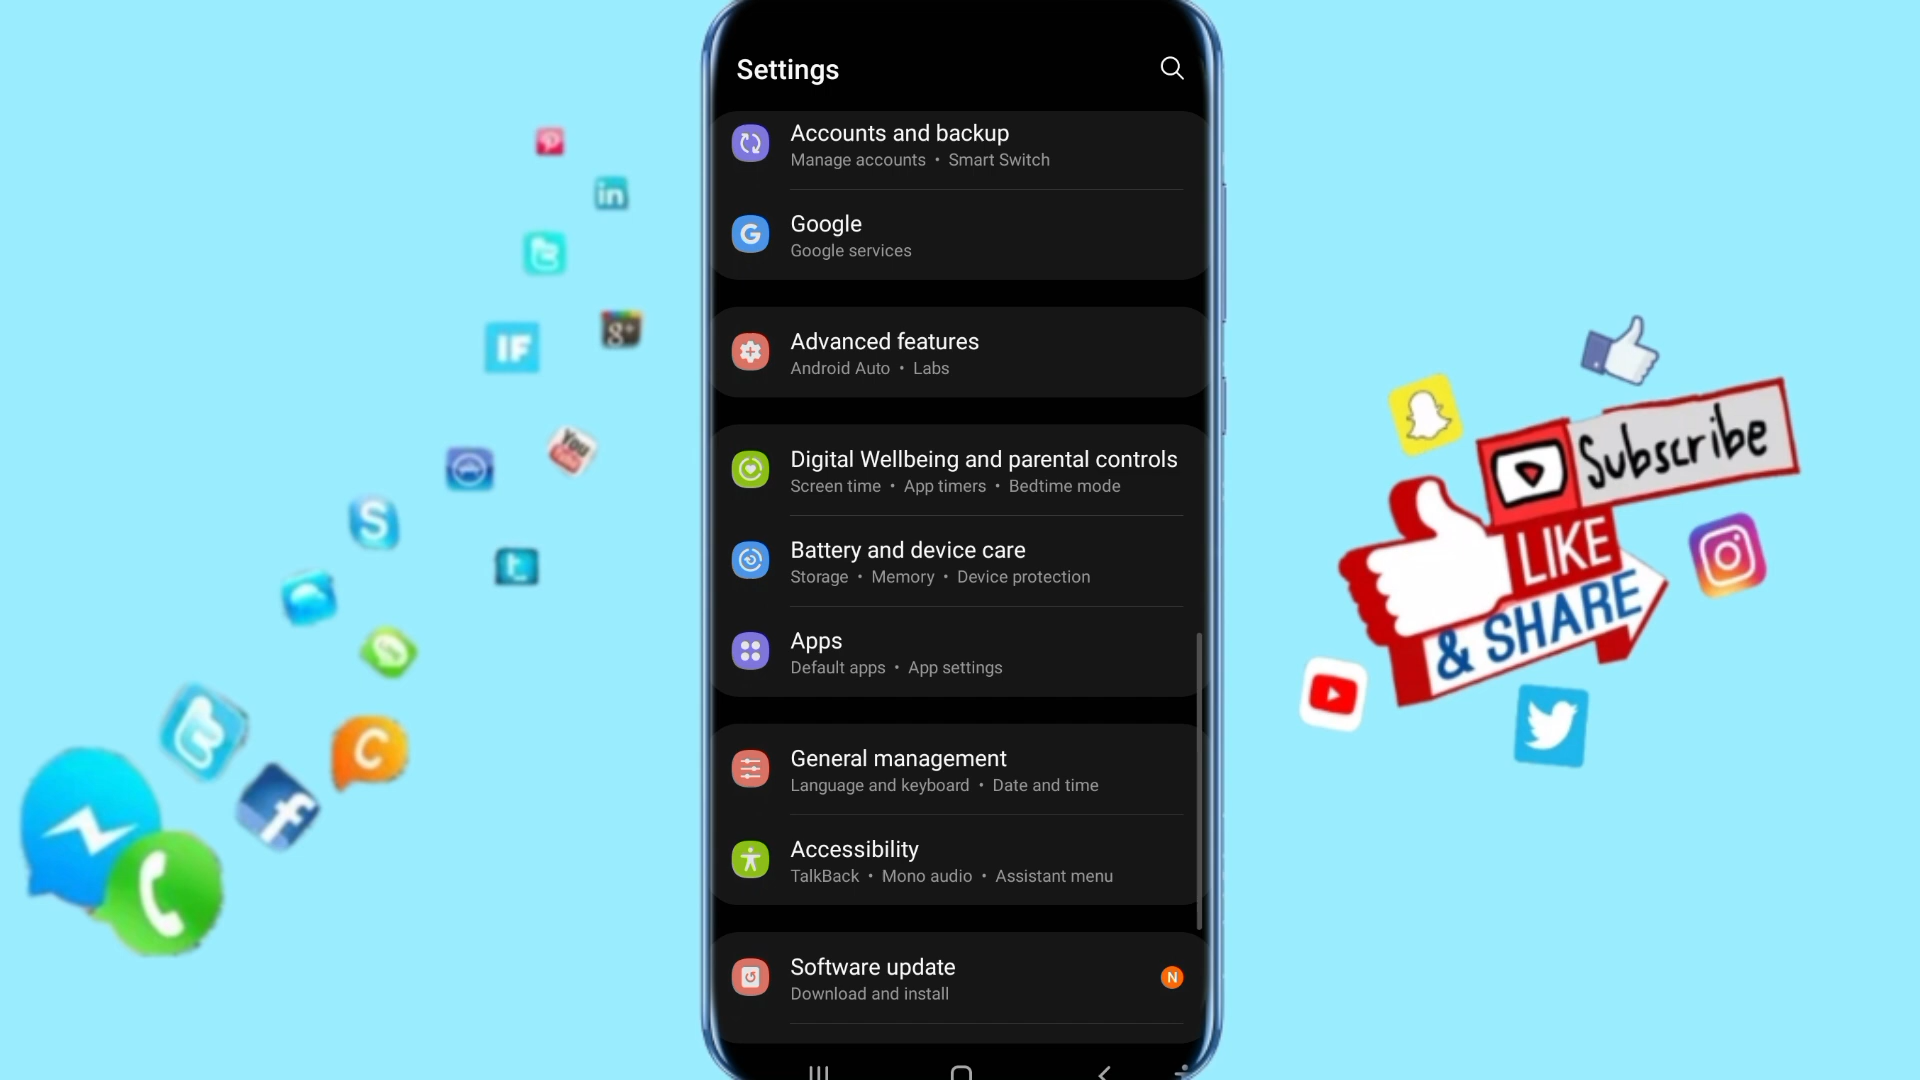 Settings
Accounts and backup
Manage accounts • Smart Switch
Google
Google services
Advanced features
Android Auto • Labs
Digital Wellbeing and parental controls
Screen time • App timers • Bedtime mode
Battery and device care
Storage • Memory • Device protection
Apps
Default apps • App settings
General management
Language and keyboard • Date and time
Accessibility
TalkBack • Mono audio • Assistant menu
Software update
N
Download and install
in
IF
g+
You
S
C
f
Subscribe
LIKE
& SHARE